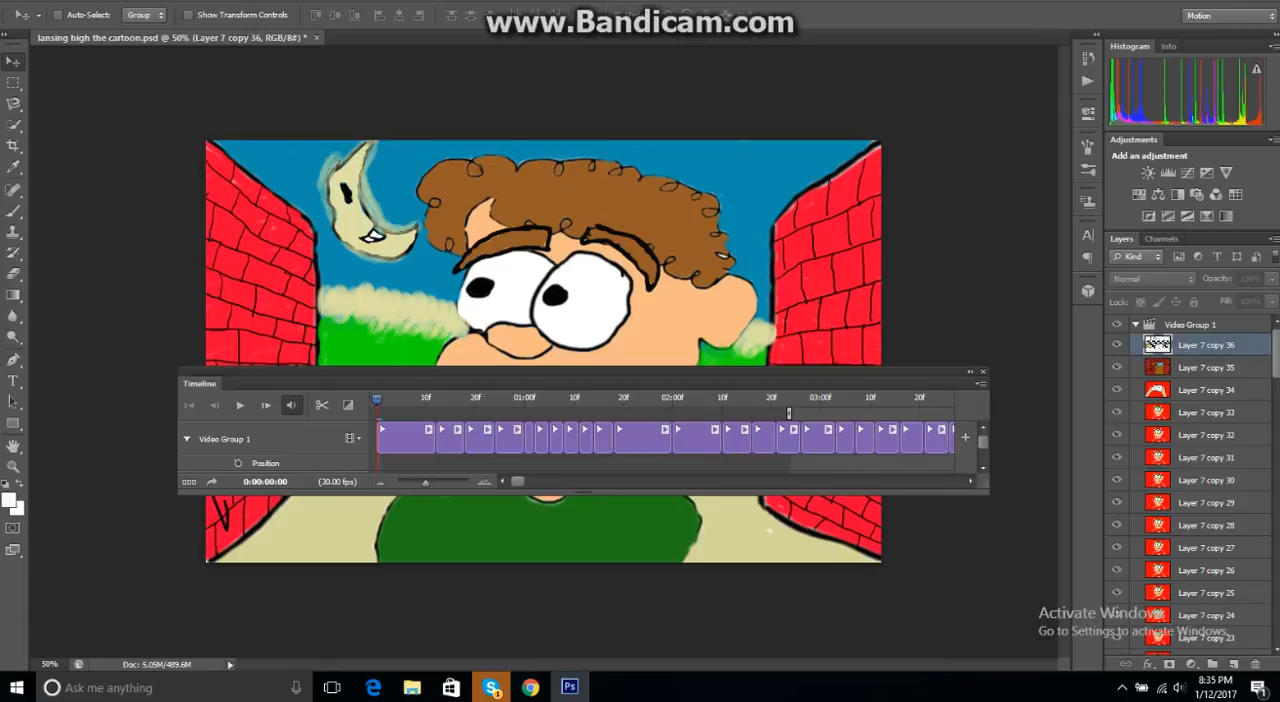 www.Bandicam.com
Auto-Select: Group Show Transform Controls Motion
lansing high the cartoon.psd @ 50% (Layer 7 copy 36, RGB/8#) * ×
Histogram Info
Adjustments
Add an adjustment
Layers Channels
Kind
Normal Opacity: 100%
Lock: Fill: 100%
Video Group 1
Layer 7 copy 36
Layer 7 copy 35
Layer 7 copy 34
Layer 7 copy 33
Layer 7 copy 32
Layer 7 copy 31
Layer 7 copy 30
Layer 7 copy 29
Layer 7 copy 28
Layer 7 copy 27
Layer 7 copy 26
Layer 7 copy 25
Layer 7 copy 24
Layer 7 copy 23
Timeline
10f 20f 01:00f 10f 20f 02:00f 10f 20f 03:00f 20f
Video Group 1
Position
0:00:00:00 (30.00 fps)
Activate Windows
Go to Settings to activate Windows.
50% Doc: 5.05M/489.6M
Ask me anything
8:35 PM
1/12/2017